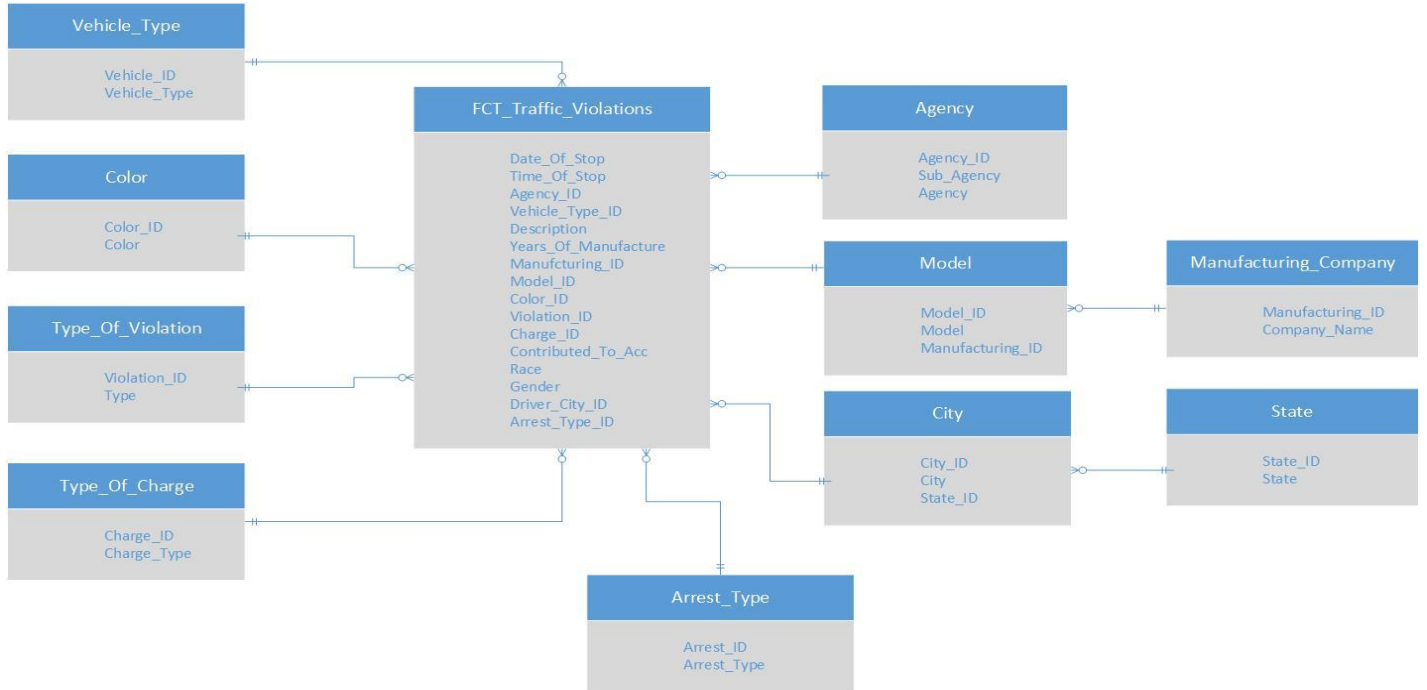 Vehicle_Type
Vehicle_ID
Vehicle_Type
Color
Color_ID
Color
Type_Of_Violation
Violation_ID
Type
Type_Of_Charge
Charge_ID
Charge_Type
FCT_Traffic_Violations
Date_Of_Stop
Time_Of_Stop
Agency_ID
Vehicle_Type_ID
Description
Years_Of_Manufacture
Manufcturing_ID
Model_ID
Color_ID
Violation_ID
Charge_ID
Contributed_To_Acc
Race
Gender
Driver_City_ID
Arrest_Type_ID
Arrest_Type
Arrest_ID
Arrest_Type
Agency
Agency_ID
Sub_Agency
Agency
Model
Model_ID
Model
Manufacturing_ID
City
City_ID
City
State_ID
Manufacturing_Company
Manufacturing_ID
Company_Name
State
State_ID
State